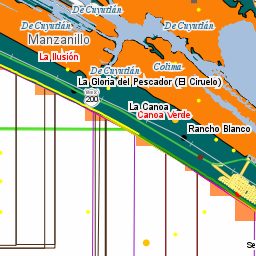 De Cuyutlán
De Cuyutlán
Manzanillo
La Ilusión
De Cuyutlán
De Cuyutlán
Colima
La Gloria del Pescador (El Ciruelo)
MEX
200
La Canoa
Canoa Verde
Rancho Blanco
Se